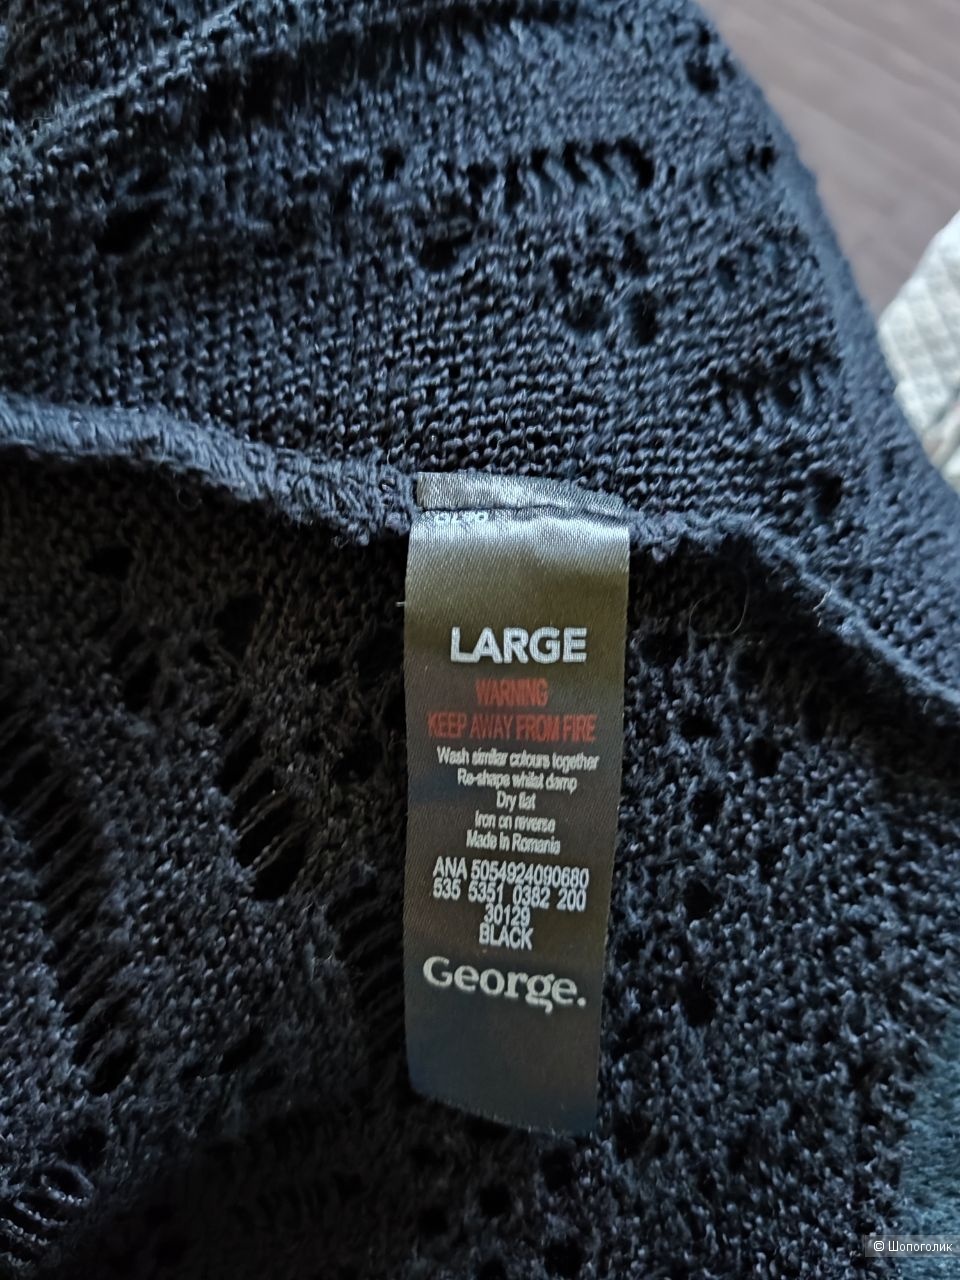 LARGE
WARNING
KEEP AWAY FROM FIRE
Wash similar colours together
Re-shape whilst damp
Dry flat
Iron on reverse
Made in Romania
ANA 5054924090680
535 5351 0382 200
30129
BLACK
George.
© Шопоголик